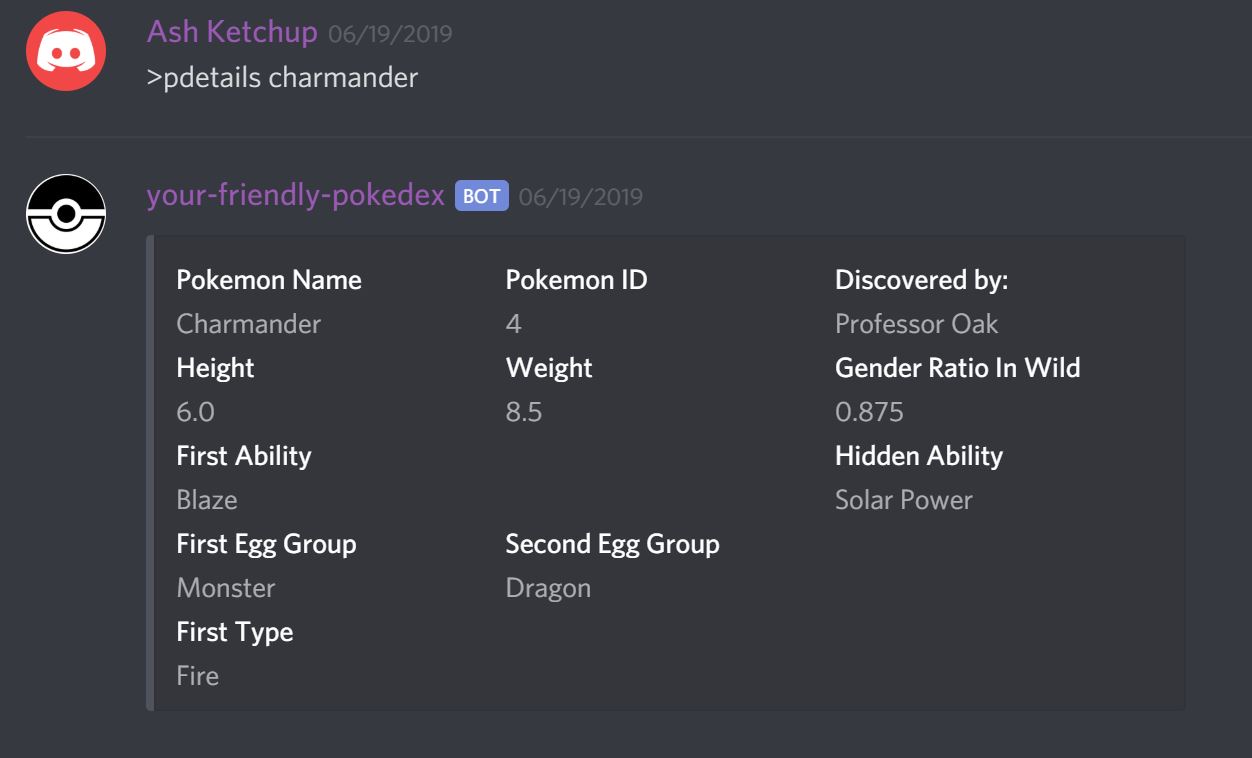 Ash Ketchup 06/19/2019
>pdetails charmander
your-friendly-pokedex BOT 06/19/2019
Pokemon Name Pokemon ID Discovered by:
Charmander 4 Professor Oak
Height Weight Gender Ratio In Wild
6.0 8.5 0.875
First Ability Hidden Ability
Blaze Solar Power
First Egg Group Second Egg Group
Monster Dragon
First Type
Fire